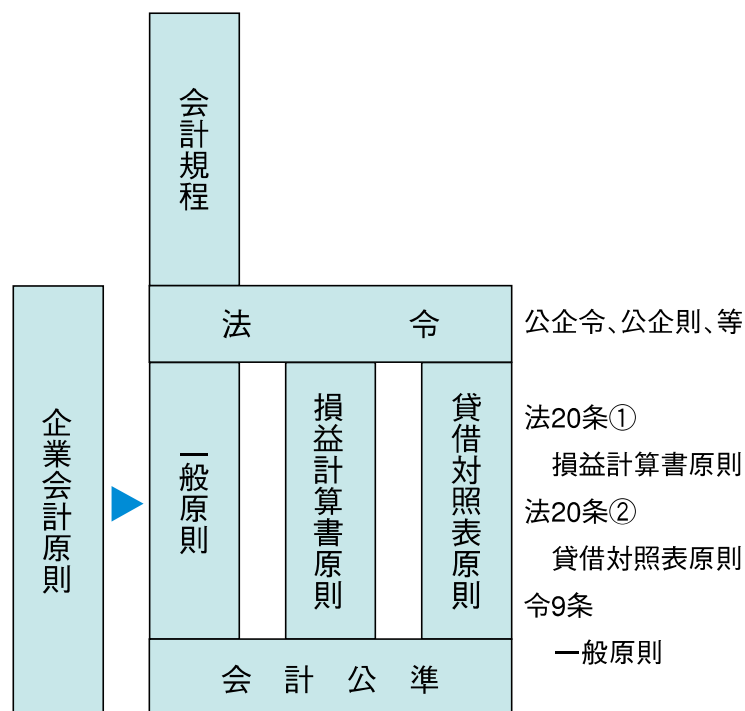 会計規程
法令
公企令、公企則、等
企業会計原則
一般原則
損益計算書原則
貸借対照表原則
法20条①
損益計算書原則
法20条②
貸借対照表原則
令9条
一般原則
会計公準